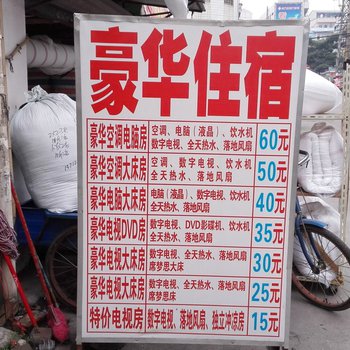 豪华住宿
豪华空调电脑房
空调、电脑（液晶）、饮水机
数字电视、全天热水、落地风扇
60元
豪华空调大床房
空调、数字电视、饮水机
全天热水、落地风扇
50元
豪华电脑大床房
电脑（液晶）、数字电视、饮水机
全天热水、落地风扇
40元
豪华电视DVD房
数字电视、DVD影碟机、饮水机
全天热水、落地风扇
35元
豪华电视大床房
数字电视、全天热水、落地风扇
席梦思大床
30元
豪华电视大床房
数字电视、全天热水、落地风扇
席梦思床
25元
特价电视房
数字电视、落地风扇、独立冲凉房
15元